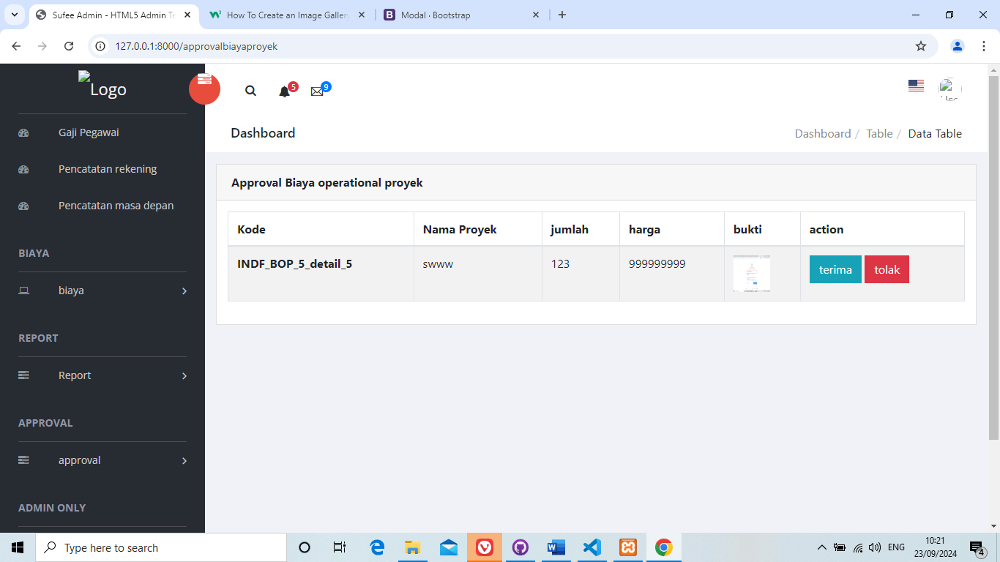 Sufee Admin - HTML5 Admin Te
How To Create an Image Gallery
Modal · Bootstrap
127.0.0.1:8000/approvalbiayaproyek
Logo
5
9
Gaji Pegawai
Pencatatan rekening
Pencatatan masa depan
BIAYA
biaya
REPORT
Report
APPROVAL
approval
ADMIN ONLY
Dashboard
Dashboard / Table / Data Table
Approval Biaya operational proyek
Kode Nama Proyek jumlah harga bukti action
INDF_BOP_5_detail_5 swww 123 999999999 terima tolak
Type here to search
ENG
10:21
23/09/2024
4